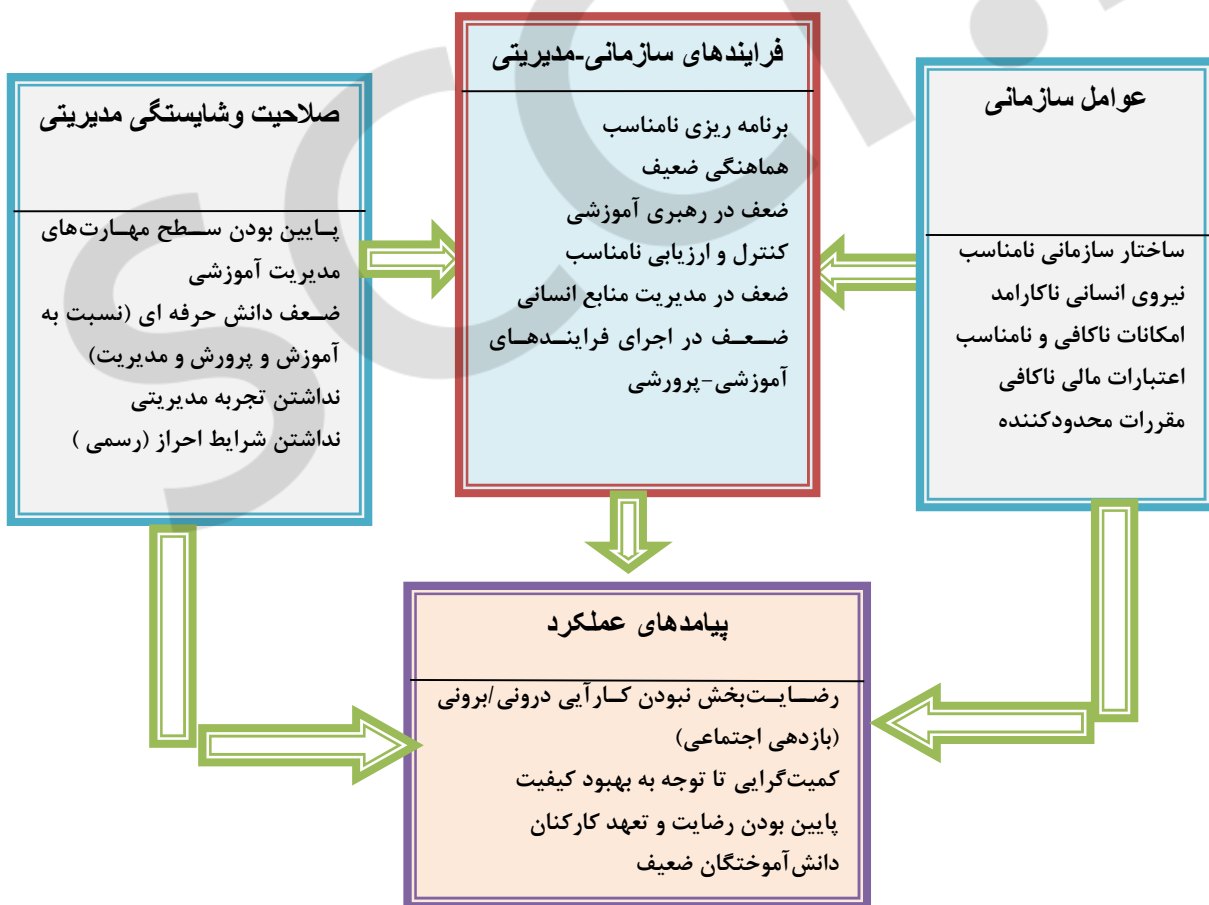 عوامل سازمانی
ساختار سازمانی نامناسب
نیروی انسانی ناکارامد
امکانات ناکافی و نامناسب
اعتبارات مالی ناکافی
مقررات محدودکننده
فرایندهای سازمانی-مدیریتی
برنامه ریزی نامناسب
هماهنگی ضعیف
ضعف در رهبری آموزشی
کنترل و ارزیابی نامناسب
ضعف در مدیریت منابع انسانی
ضعف در اجرای فرایندهای
آموزشی-پرورشی
صلاحیت وشایستگی مدیریتی
پایین بودن سطح مهارت‌های
مدیریت آموزشی
ضعف دانش حرفه ای (نسبت به
آموزش و پرورش و مدیریت)
نداشتن تجربه مدیریتی
نداشتن شرایط احراز (رسمی )
پیامدهای عملکرد
رضایت‌بخش نبودن کارآیی درونی/برونی
(بازدهی اجتماعی)
کمیت‌گرایی تا توجه به بهبود کیفیت
پایین بودن رضایت و تعهد کارکنان
دانش‌آموختگان ضعیف